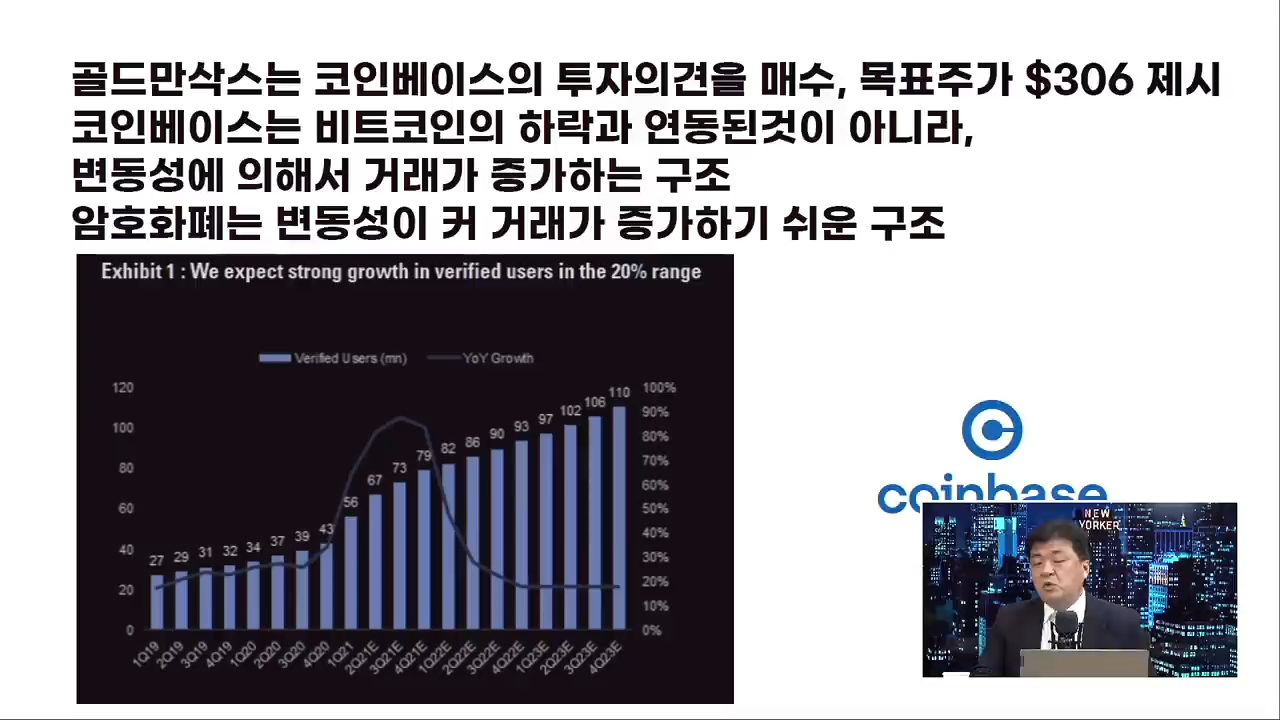 골드만삭스는 코인베이스의 투자의견을 매수, 목표주가 $306 제시
코인베이스는 비트코인의 하락과 연동된것이 아니라,
변동성에 의해서 거래가 증가하는 구조
암호화폐는 변동성이 커 거래가 증가하기 쉬운 구조
Exhibit 1 : We expect strong growth in verified users in the 20% range
Verified Users (mn) YoY Growth
120 100%
90%
100
80%
80 70%
60%
60 50%
40%
40 30%
20 20%
10%
0 0%
27 29 31 32 34 37 39 43 56 67 73 79 82 86 90 93 97 102 106 110
1Q19 2Q19 3Q19 4Q19 1Q20 2Q20 3Q20 4Q20 1Q21 2Q21E 3Q21E 4Q21E 1Q22E 2Q22E 3Q22E 4Q22E 1Q23E 2Q23E 3Q23E 4Q23E
coinbase
NEW
YORKER